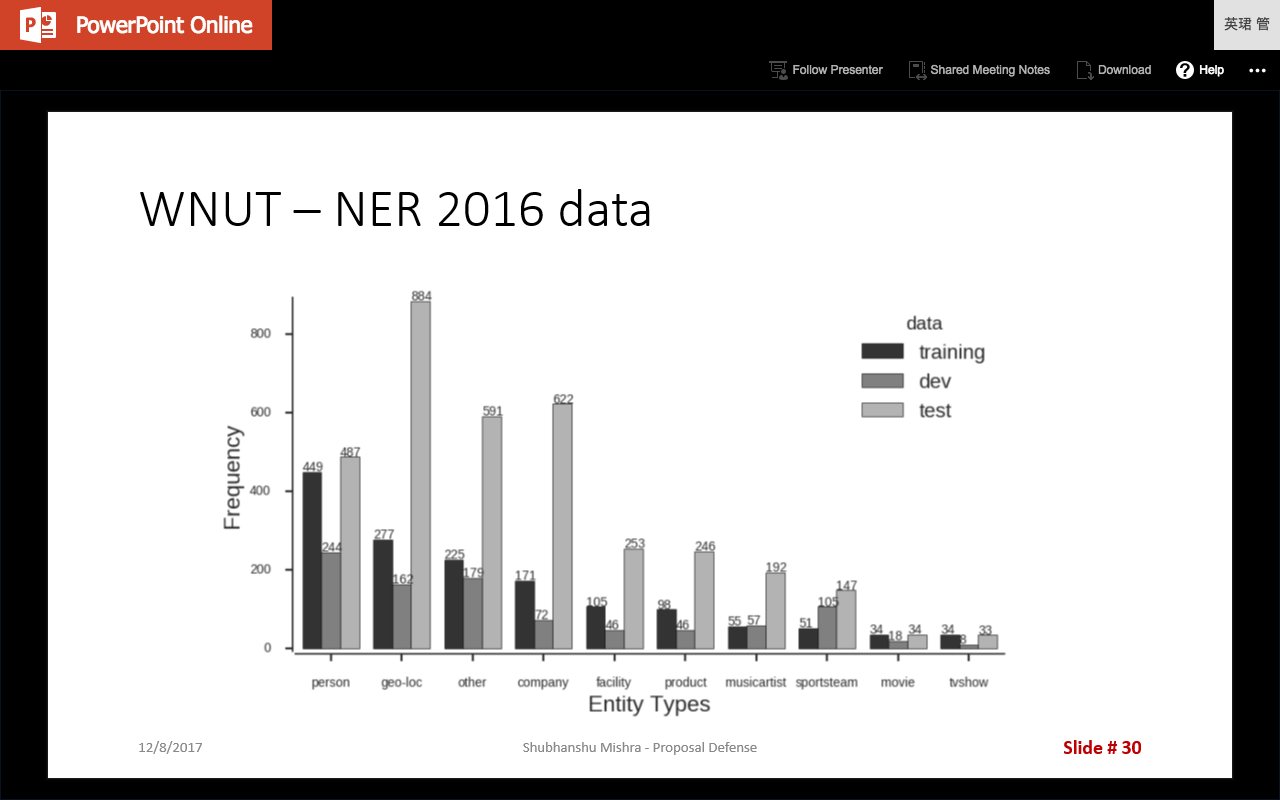 PowerPoint Online
英珺 管
Follow Presenter
Shared Meeting Notes
Download
Help
WNUT – NER 2016 data
884
800
data
training
dev
test
600
622
591
Frequency
487
449
400
277
244
225
253
246
200
162
179
171
192
72
105
46
98
46
55
57
51
105
147
34
18
34
34
8
33
0
person
geo-loc
other
company
facility
product
musicartist
sportsteam
movie
tvshow
Entity Types
12/8/2017
Shubhanshu Mishra - Proposal Defense
Slide # 30